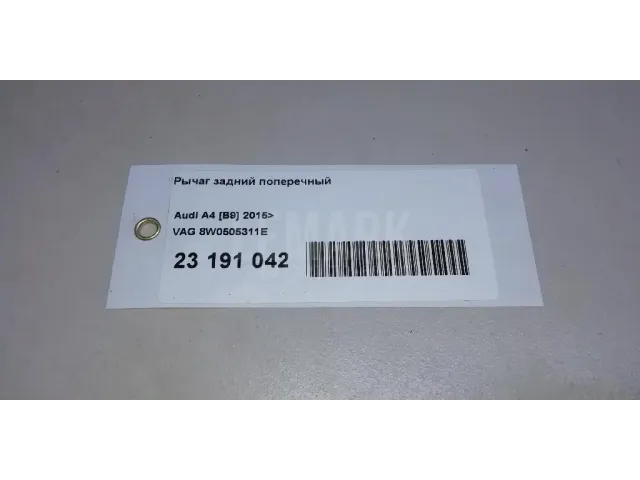 Рычаг задний поперечный
Audi A4 [B9] 2015>
VAG 8W0505311E
23 191 042